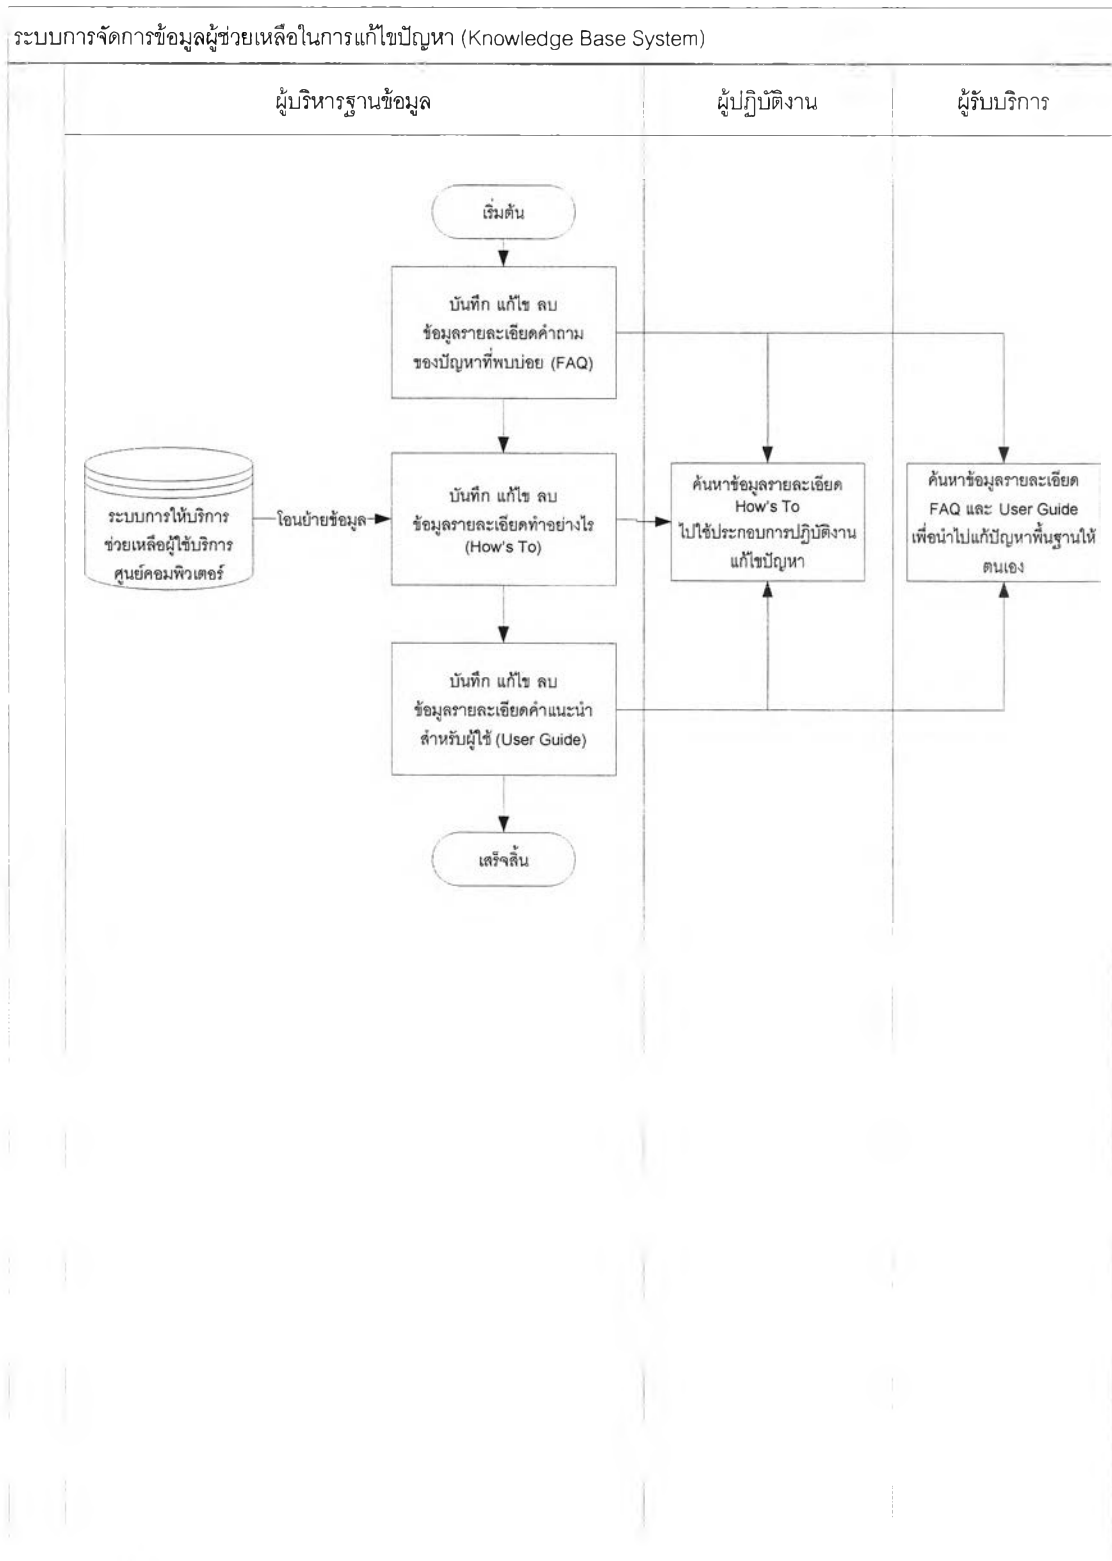 ระบบการจัดการข้อมูลผู้ช่วยเหลือในการแก้ไขปัญหา (Knowledge Base System)
ผู้บริหารฐานข้อมูล
ผู้ปฏิบัติงาน
ผู้รับบริการ
เริ่มต้น
บันทึก แก้ไข ลบ
ข้อมูลรายละเอียดคำถาม
ของปัญหาที่พบบ่อย (FAQ)
ระบบการให้บริการ
ช่วยเหลือผู้ใช้บริการ
ศูนย์คอมพิวเตอร์
โอนย้ายข้อมูล
บันทึก แก้ไข ลบ
ข้อมูลรายละเอียดทำอย่างไร
(How's To)
ค้นหาข้อมูลรายละเอียด
How's To
ไปใช้ประกอบการปฏิบัติงาน
แก้ไขปัญหา
ค้นหาข้อมูลรายละเอียด
FAQ และ User Guide
เพื่อนำไปแก้ปัญหาพื้นฐานให้
ตนเอง
บันทึก แก้ไข ลบ
ข้อมูลรายละเอียดคำแนะนำ
สำหรับผู้ใช้ (User Guide)
เสร็จสิ้น